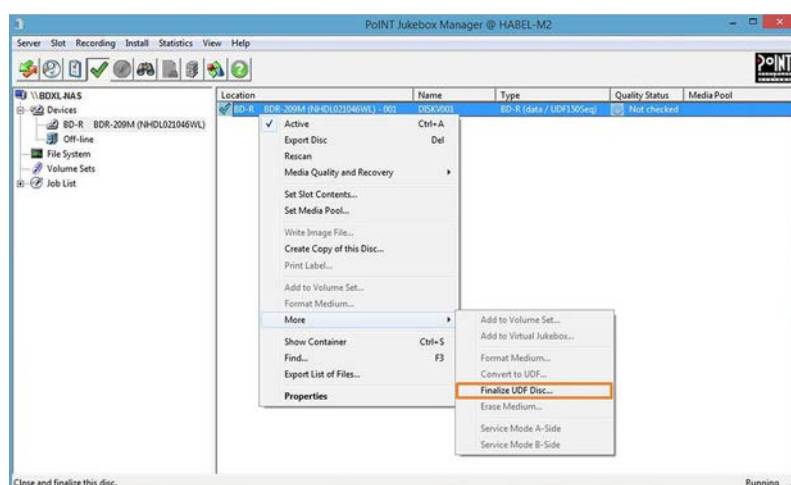 PoINT Jukebox Manager @ HABEL-M2
Server Slot Recording Install Statistics View Help
PoINT
\\BDXL-NAS
Devices
BD-R BDR-209M (NHDL021046WL)
Off-line
File System
Volume Sets
Job List
Location Name Type Quality Status Media Pool
BD-R BDR-209M (NHDL021046WL) - 001 DISKV001 BD-R (data / UDF150Seq) Not checked
Active Ctrl+A
Export Disc Del
Rescan
Media Quality and Recovery
Set Slot Contents...
Set Media Pool...
Write Image File...
Create Copy of this Disc...
Print Label...
Add to Volume Set...
Format Medium...
More
Show Container Ctrl+S
Find... F3
Export List of Files...
Properties
Add to Volume Set...
Add to Virtual Jukebox...
Format Medium...
Convert to UDF...
Finalize UDF Disc...
Erase Medium...
Service Mode A-Side
Service Mode B-Side
Close and finalize this disc. Running